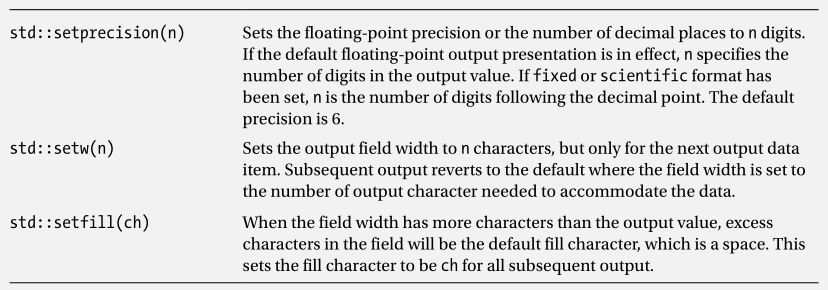 std::setprecision(n) Sets the floating-point precision or the number of decimal places to n digits.
If the default floating-point output presentation is in effect, n specifies the
number of digits in the output value. If fixed or scientific format has
been set, n is the number of digits following the decimal point. The default
precision is 6.
std::setw(n) Sets the output field width to n characters, but only for the next output data
item. Subsequent output reverts to the default where the field width is set to
the number of output character needed to accommodate the data.
std::setfill(ch) When the field width has more characters than the output value, excess
characters in the field will be the default fill character, which is a space. This
sets the fill character to be ch for all subsequent output.